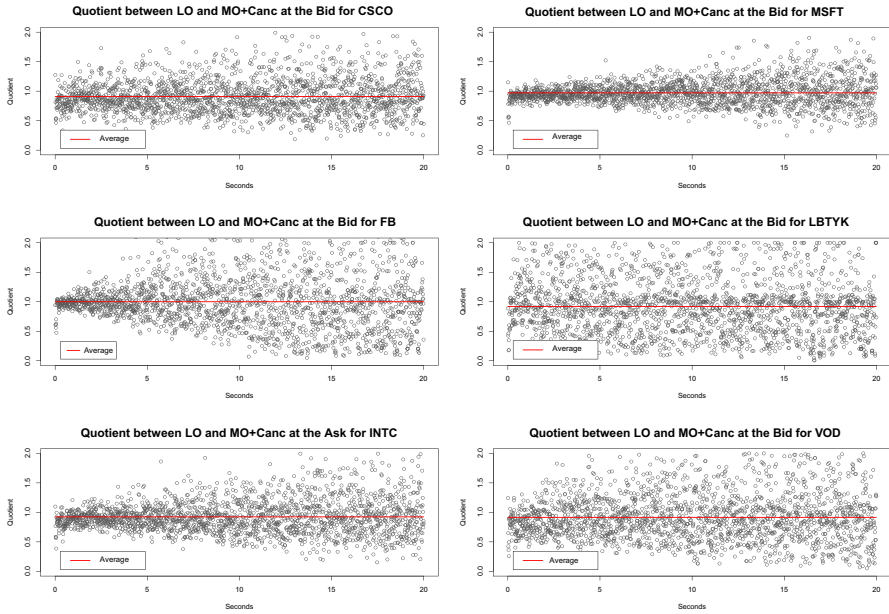 Quotient between LO and MO+Canc at the Bid for CSCO
Quotient
2.0
1.5
1.0
0.5
0.0
Average
0 5 10 15 20
Seconds
Quotient between LO and MO+Canc at the Bid for MSFT
Quotient
2.0
1.5
1.0
0.5
0.0
Average
0 5 10 15 20
Seconds
Quotient between LO and MO+Canc at the Bid for FB
Quotient
2.0
1.5
1.0
0.5
0.0
Average
0 5 10 15 20
Seconds
Quotient between LO and MO+Canc at the Bid for LBTYK
Quotient
2.0
1.5
1.0
0.5
0.0
Average
0 5 10 15 20
Seconds
Quotient between LO and MO+Canc at the Ask for INTC
Quotient
2.0
1.5
1.0
0.5
0.0
Average
0 5 10 15 20
Seconds
Quotient between LO and MO+Canc at the Bid for VOD
Quotient
2.0
1.5
1.0
0.5
0.0
Average
0 5 10 15 20
Seconds